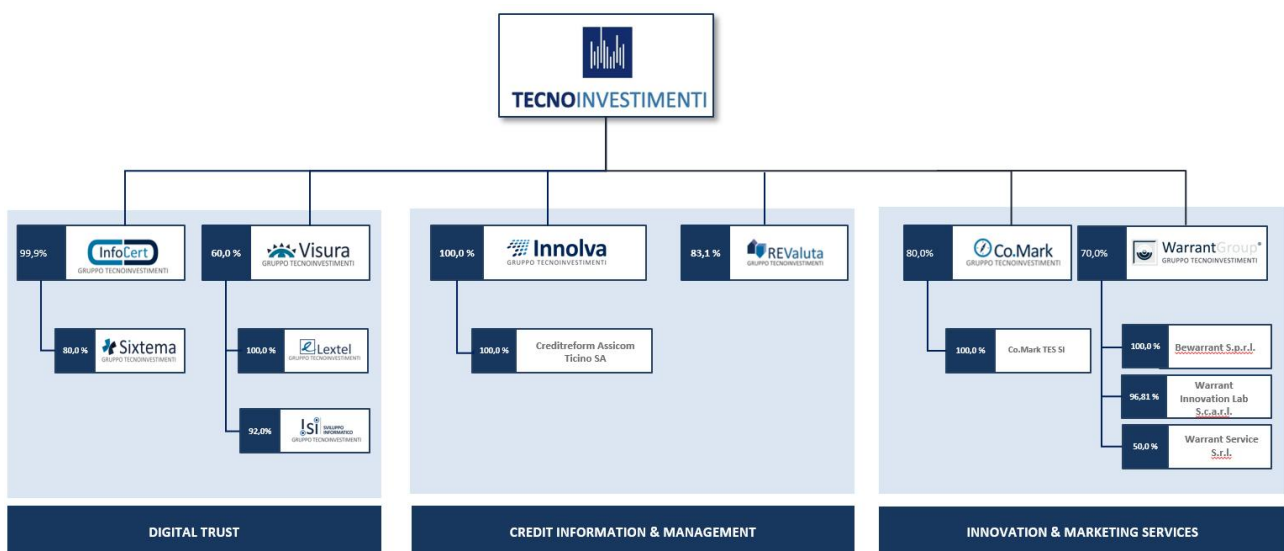 TECNOINVESTIMENTI
99,9%
InfoCert
GRUPPO TECNOINVESTIMENTI
60,0 %
Visura
GRUPPO TECNOINVESTIMENTI
80,0 %
Sixtema
GRUPPO TECNOINVESTIMENTI
100,0 %
Lextel
GRUPPO TECNOINVESTIMENTI
92,0%
Isi SVILUPPO
INFORMATICO
GRUPPO TECNOINVESTIMENTI
DIGITAL TRUST
100,0 %
Innolva
GRUPPO TECNOINVESTIMENTI
83,1 %
REValuta
GRUPPO TECNOINVESTIMENTI
100,0 %
Creditreform Assicom
Ticino SA
CREDIT INFORMATION & MANAGEMENT
80,0%
Co.Mark
GRUPPO TECNOINVESTIMENTI
70,0%
WarrantGroup®
GRUPPO TECNOINVESTIMENTI
100,0 %
Co.Mark TES Sl
100,0 %
Bewarrant S.p.r.l.
96,81 %
Warrant
Innovation Lab
S.c.a.r.l.
50,0 %
Warrant Service
S.r.l.
INNOVATION & MARKETING SERVICES